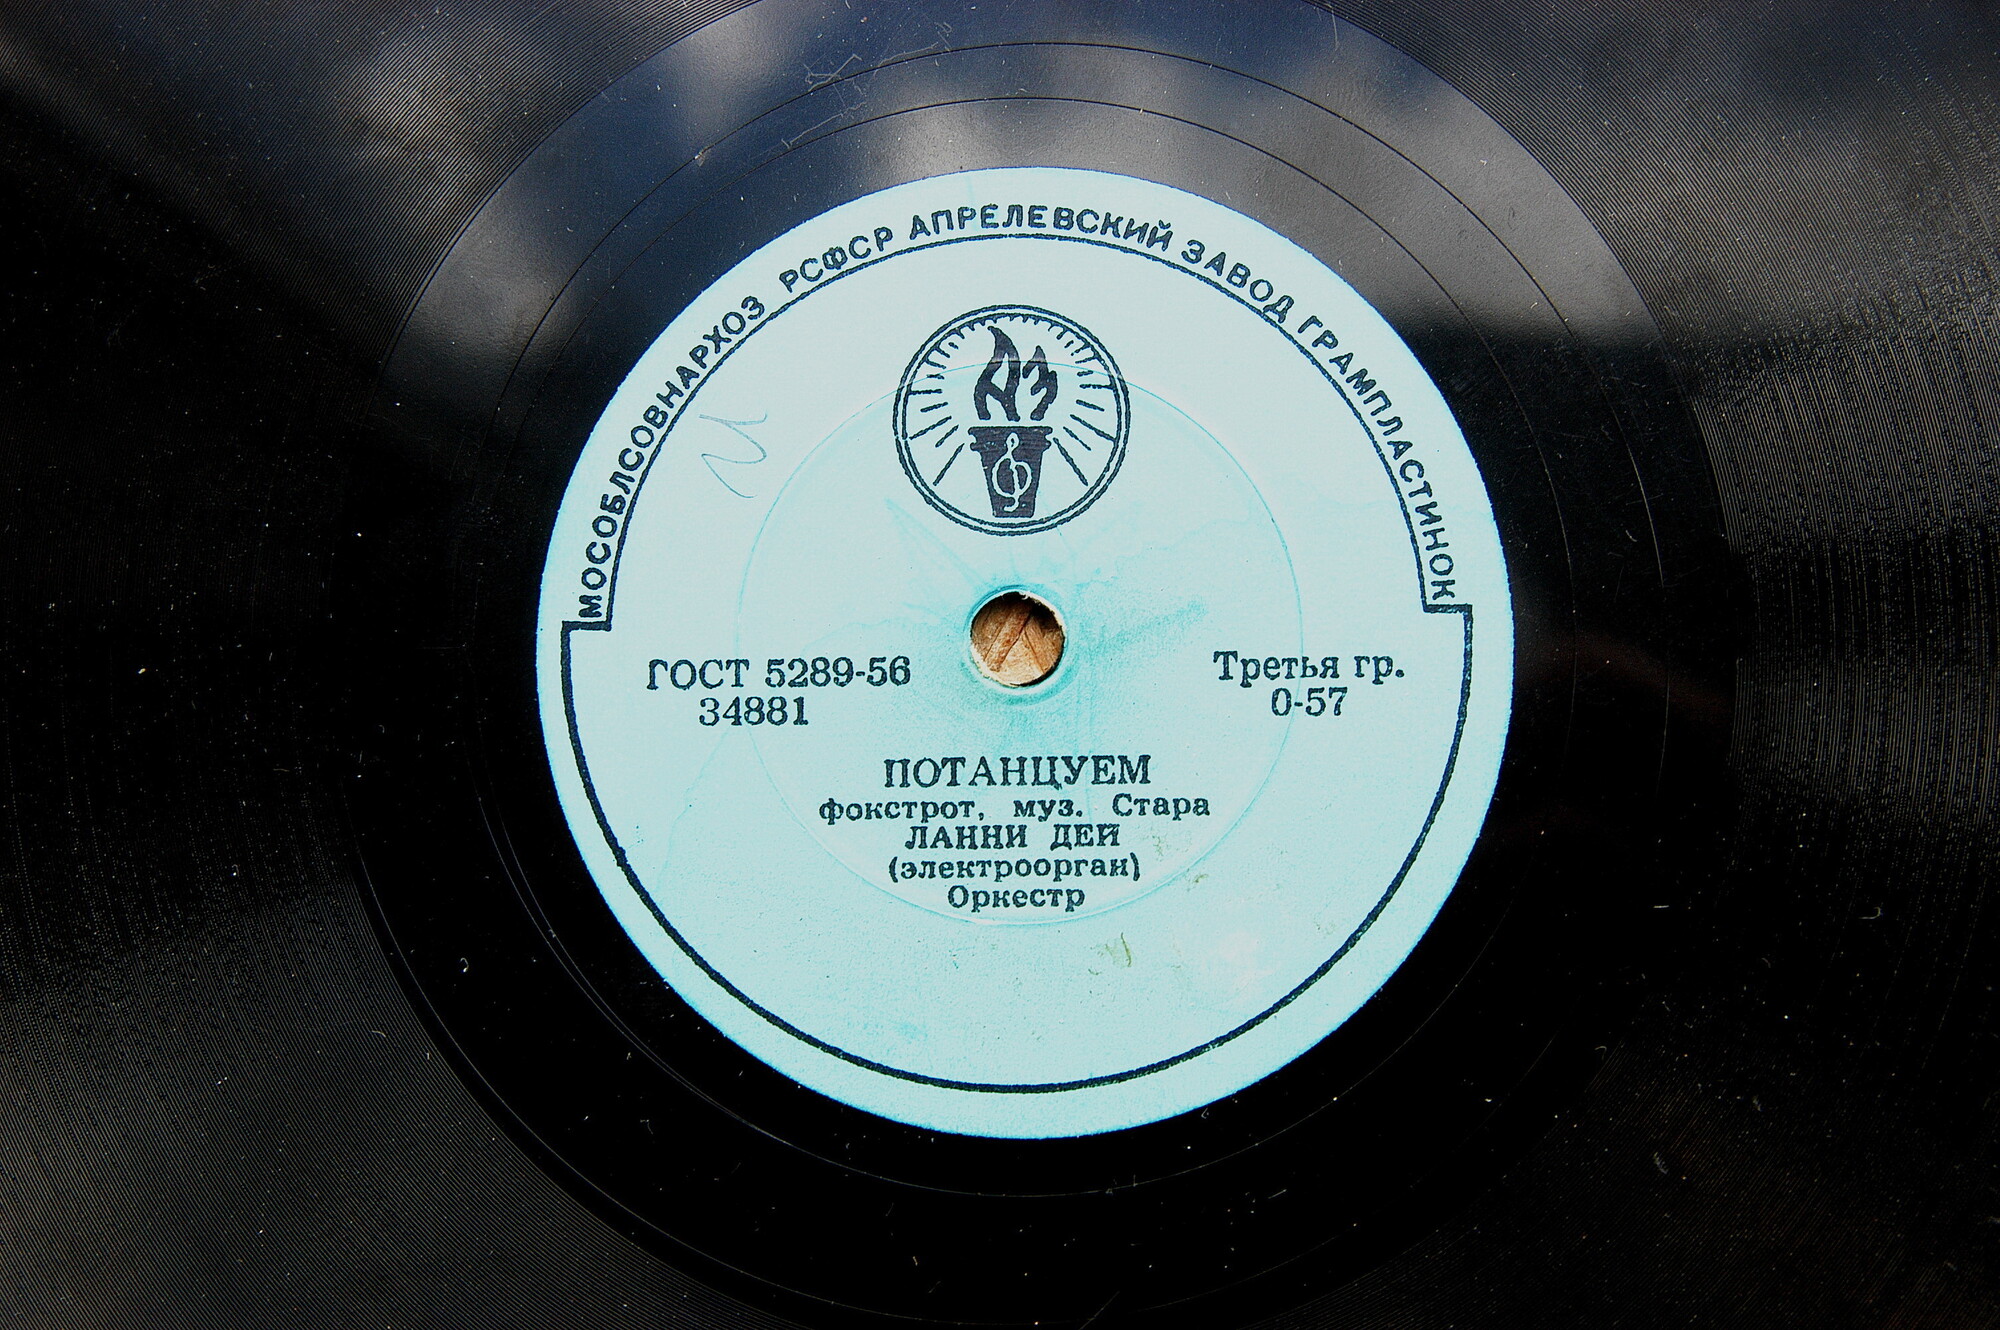 МОСОБЛСОВНАРХОЗ РСФСР АПРЕЛЕВСКИЙ ЗАВОД ГРАМПЛАСТИНОК
АЗ
ГОСТ 5289-56
34881
Третья гр.
0-57
ПОТАНЦУЕМ
фокстрот, муз. Стара
ЛАННИ ДЕЙ
(электроорган)
Оркестр